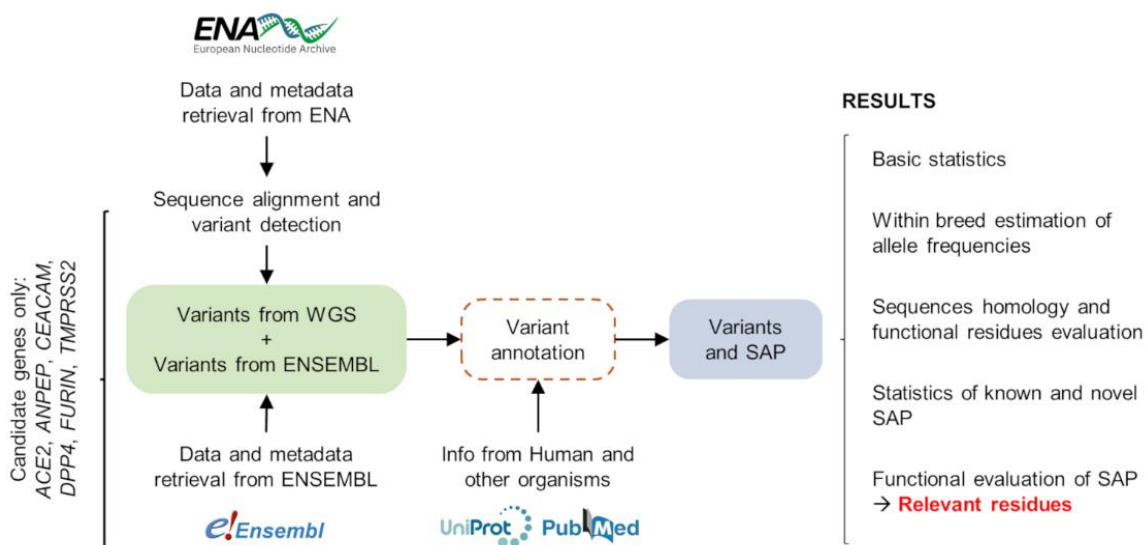 ENA
European Nucleotide Archive
Data and metadata
retrieval from ENA
Sequence alignment and
variant detection
Candidate genes only:
ACE2, ANPEP, CEACAM,
DPP4, FURIN, TMPRSS2
Variants from WGS
+
Variants from ENSEMBL
Data and metadata
retrieval from ENSEMBL
e!Ensembl
Variant
annotation
Info from Human and
other organisms
UniProt
PubMed
Variants
and SAP
RESULTS
Basic statistics
Within breed estimation of
allele frequencies
Sequences homology and
functional residues evaluation
Statistics of known and novel
SAP
Functional evaluation of SAP
→ Relevant residues